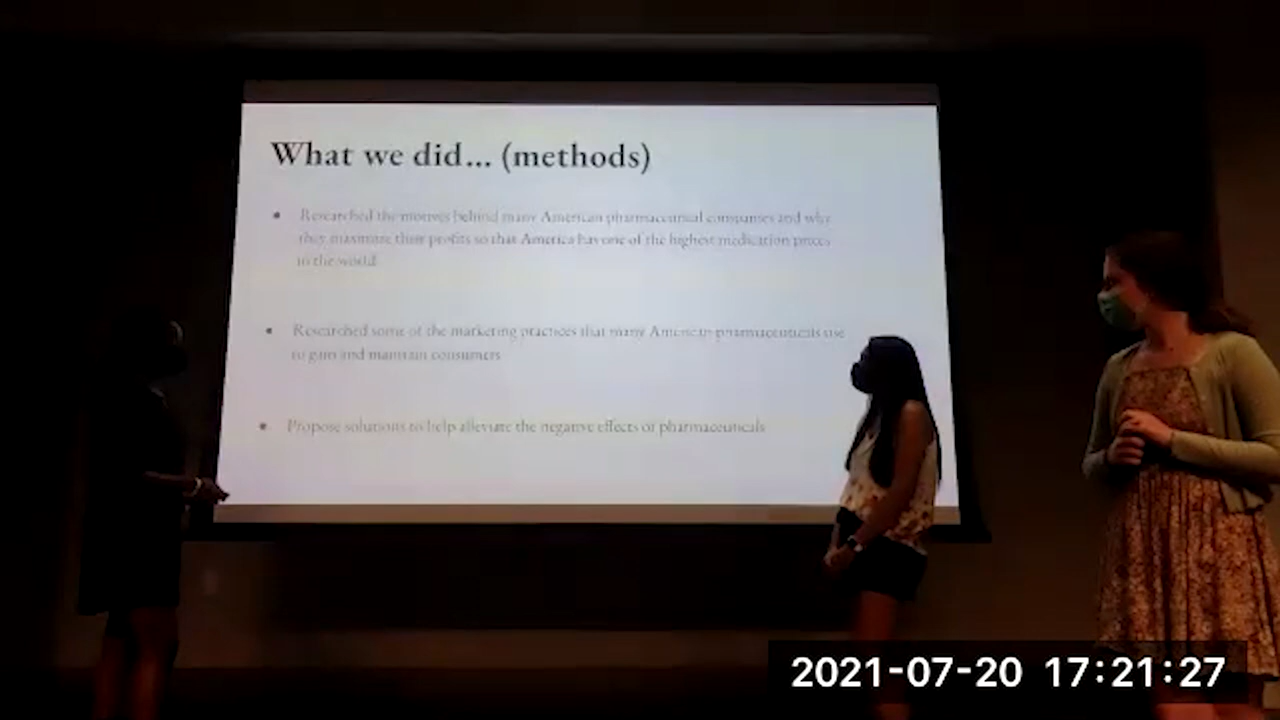 What we did... (methods)
• Researched the motives behind many American pharmaceutical companies and why
they maximize their profits so that America has one of the highest medication prices
in the world
• Researched some of the marketing practices that many American pharmaceuticals use
to gain and maintain consumers
• Propose solutions to help alleviate the negative effects of pharmaceuticals
2021-07-20 17:21:27